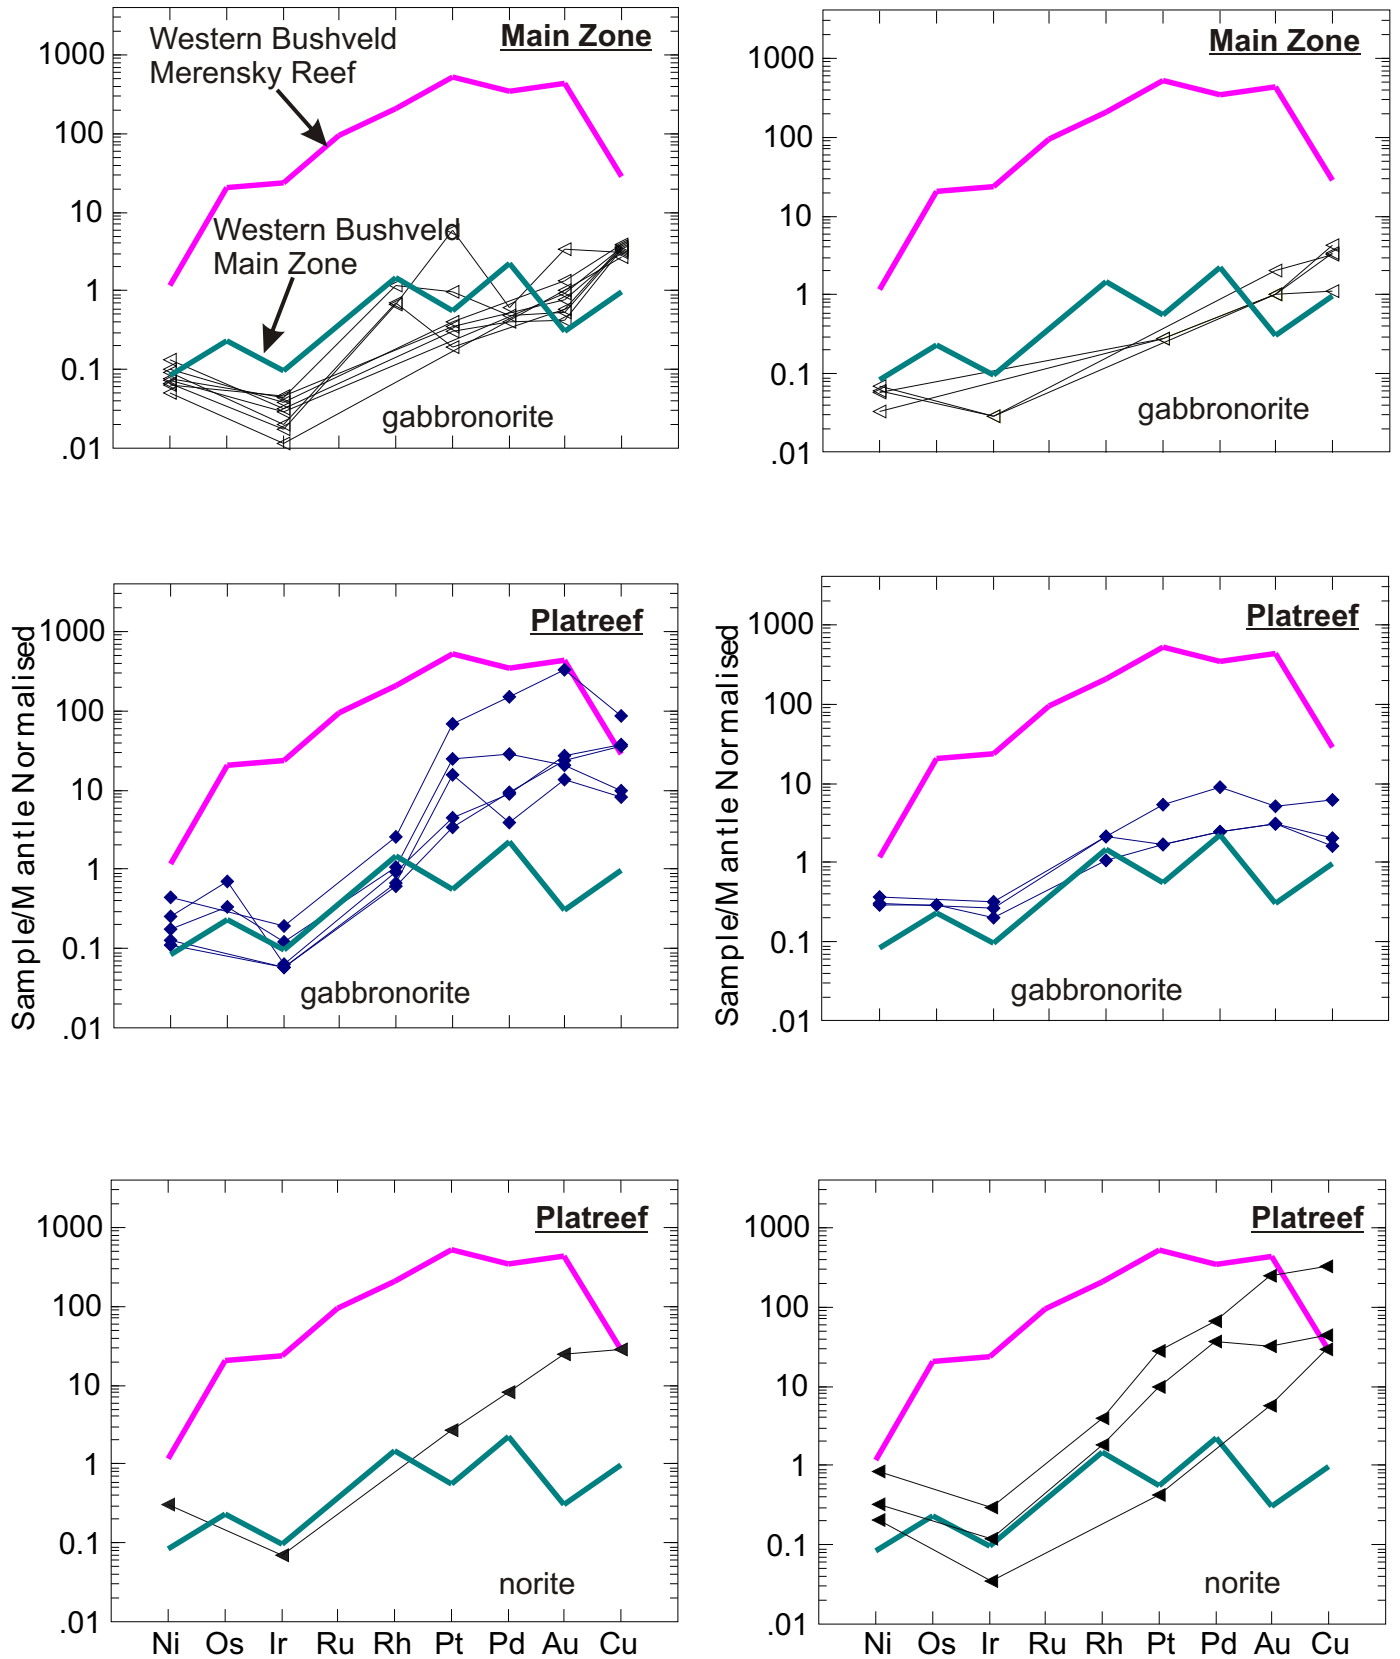 Western Bushveld
Merensky Reef
Main Zone
1000
100
10
1
0.1
.01
Western Bushveld
Main Zone
gabbronorite
Main Zone
1000
100
10
1
0.1
.01
gabbronorite
Sample/Mantle Normalised
Platreef
1000
100
10
1
0.1
.01
gabbronorite
Sample/Mantle Normalised
Platreef
1000
100
10
1
0.1
.01
gabbronorite
Platreef
1000
100
10
1
0.1
.01
norite
Ni Os Ir Ru Rh Pt Pd Au Cu
Platreef
1000
100
10
1
0.1
.01
norite
Ni Os Ir Ru Rh Pt Pd Au Cu